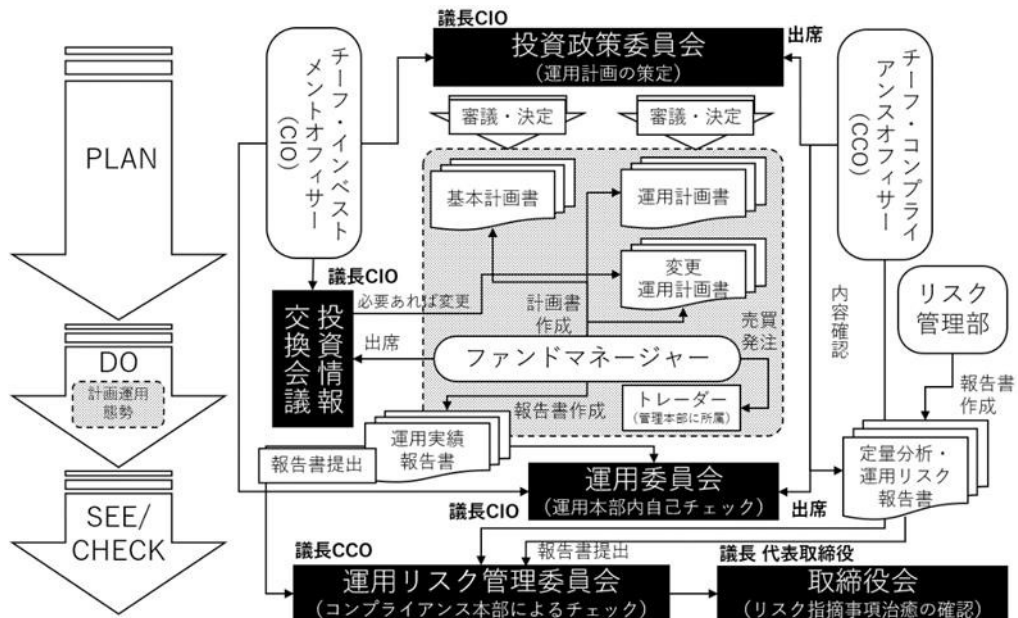 議長CIO
投資政策委員会
(運用計画の策定)
出席
チーフ・インベスト
メントオフィサー
(CIO)
チーフ・コンプライ
アンスオフィサー
(CCO)
PLAN
審議・決定
審議・決定
基本計画書
運用計画書
変更
運用計画書
議長CIO
投資情報
交換会議
必要あれば変更
計画書
作成
売買
発注
内容確認
リスク
管理部
出席
ファンドマネージャー
DO
計画運用
態勢
報告書作成
トレーダー
(管理本部に所属)
報告書
作成
運用実績
報告書
報告書提出
定量分析・
運用リスク
報告書
運用委員会
(運用本部内自己チェック)
議長CIO
出席
SEE/
CHECK
議長CCO
報告書提出
議長 代表取締役
運用リスク管理委員会
(コンプライアンス本部によるチェック)
取締役会
(リスク指摘事項治癒の確認)